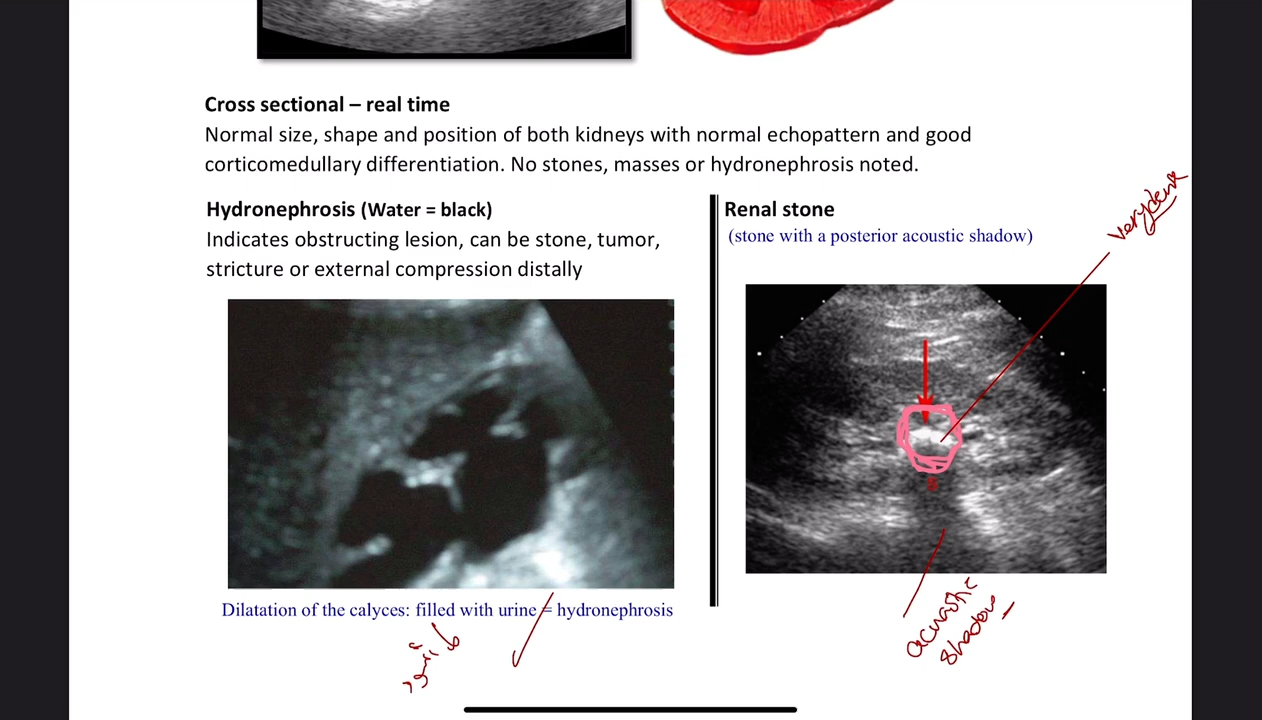 Cross sectional – real time
Normal size, shape and position of both kidneys with normal echopattern and good
corticomedullary differentiation. No stones, masses or hydronephrosis noted.
Hydronephrosis (Water = black)
Indicates obstructing lesion, can be stone, tumor,
stricture or external compression distally
Dilatation of the calyces: filled with urine = hydronephrosis
Renal stone
(stone with a posterior acoustic shadow)
very
shadow